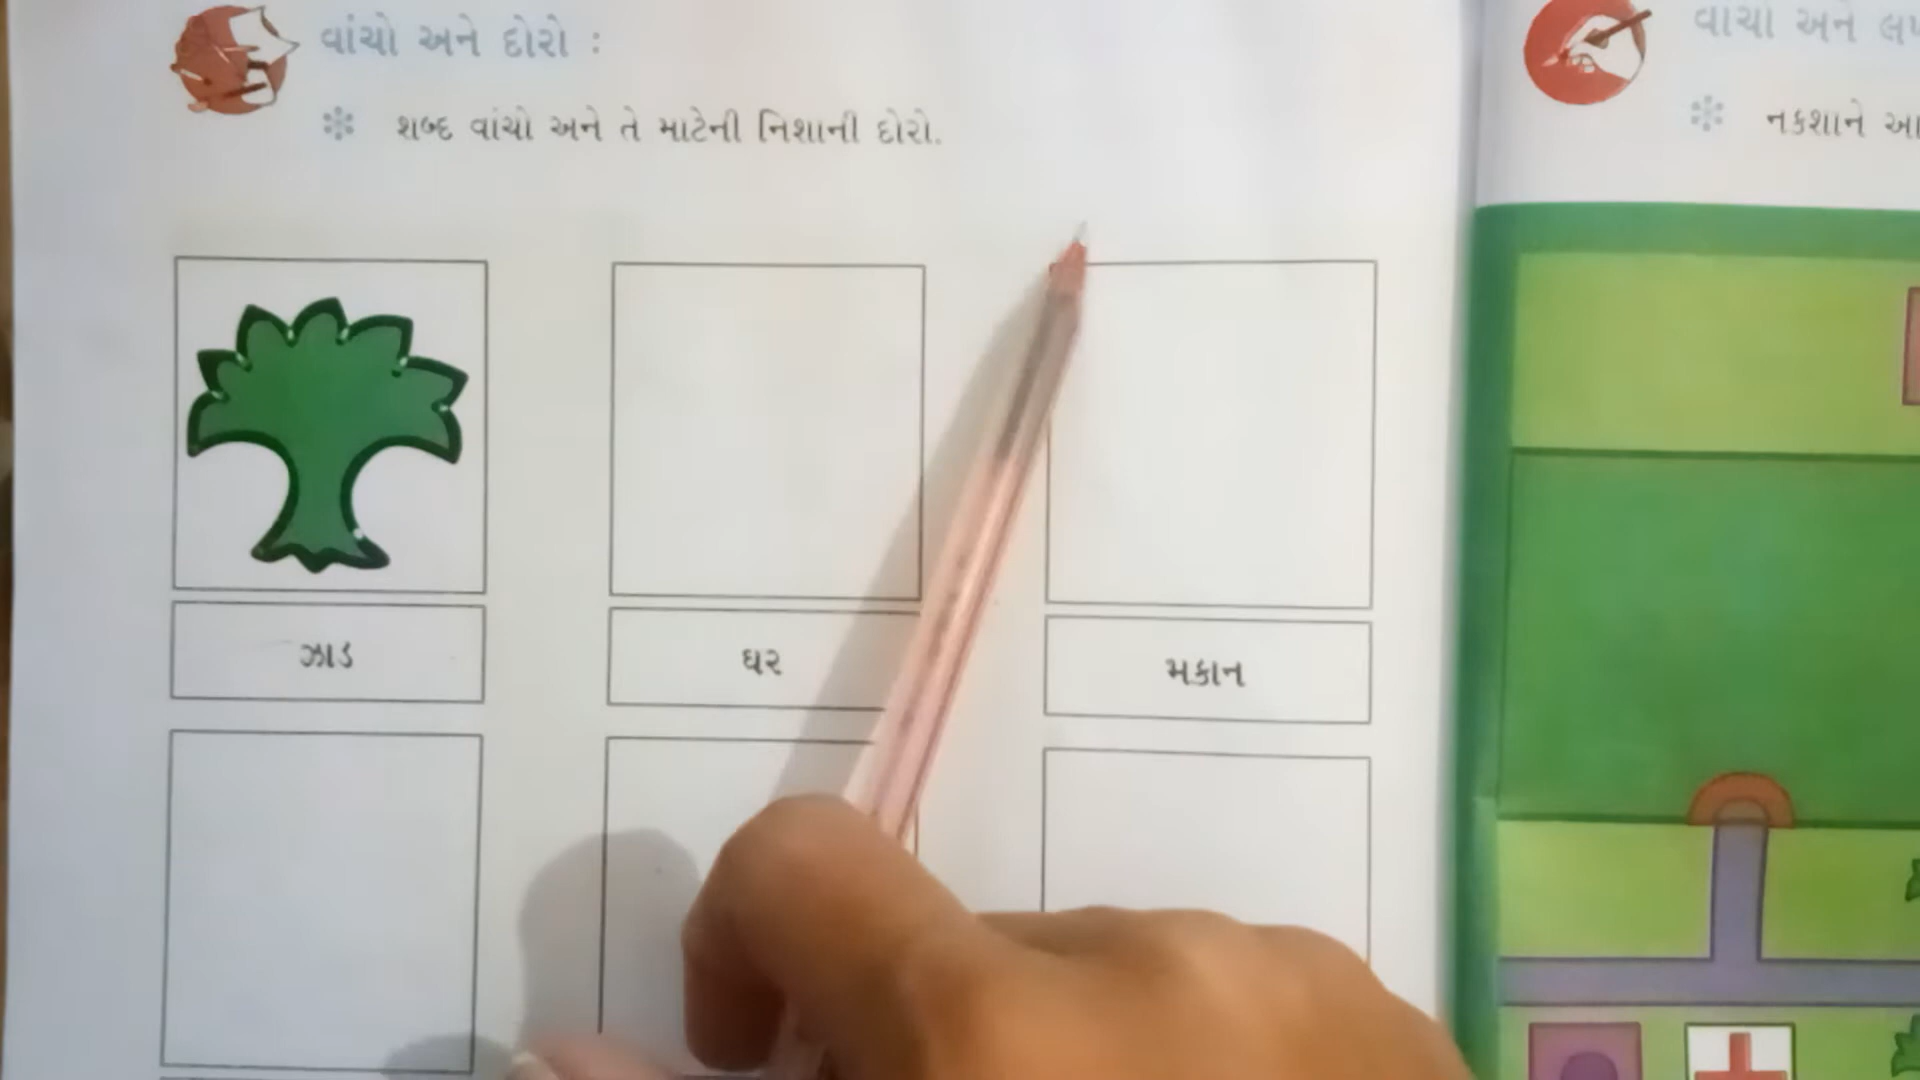 વાંચો અને દોરો :
શબ્દ વાંચો અને તે માટેની નિશાની દોરો.
ઝાડ
ઘર
મકાન
વાંચો અને
નકશાને